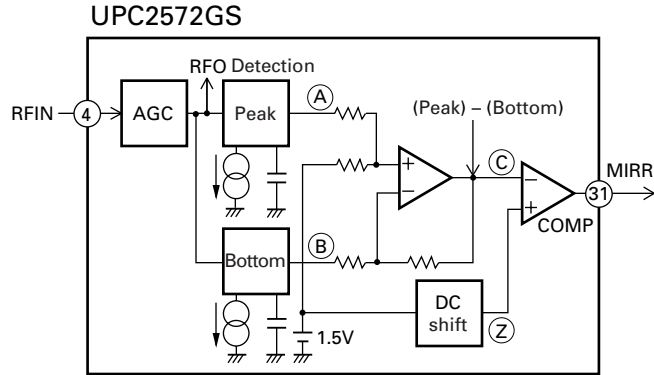 UPC2572GS
RFO Detection
RFIN
4
AGC
Peak
A
(Peak) – (Bottom)
+
–
C
–
+
COMP
MIRR
31
Bottom
B
1.5V
DC
shift
Z